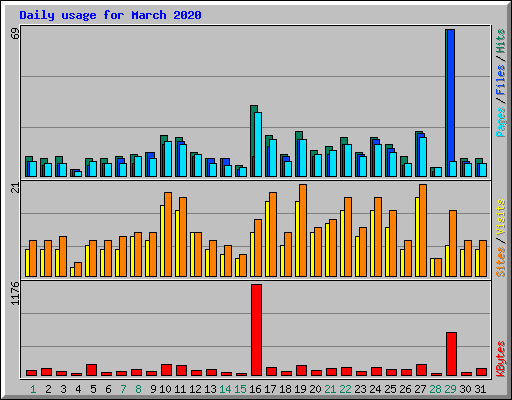 Daily usage for March 2020
69
Pages / Files / Hits
21
Sites / Visits
1176
KBytes
1 2 3 4 5 6 7 8 9 10 11 12 13 14 15 16 17 18 19 20 21 22 23 24 25 26 27 28 29 30 31